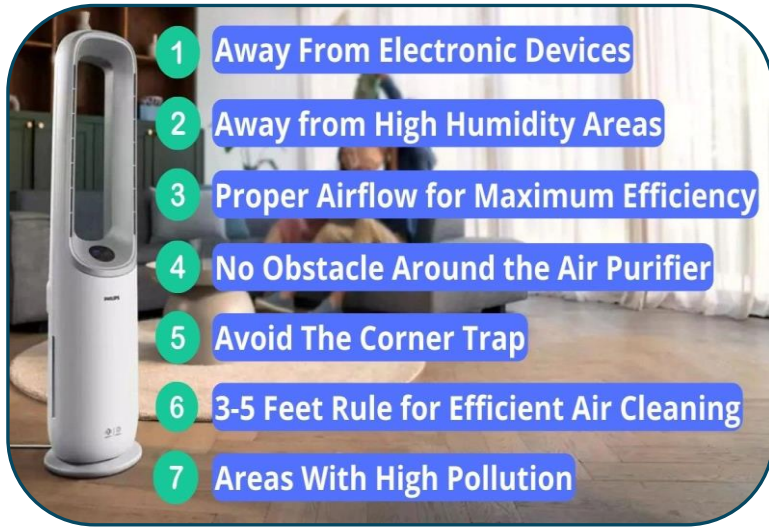 1 Away From Electronic Devices
2 Away from High Humidity Areas
3 Proper Airflow for Maximum Efficiency
4 No Obstacle Around the Air Purifier
PHILIPS
5 Avoid The Corner Trap
6 3-5 Feet Rule for Efficient Air Cleaning
7 Areas With High Pollution